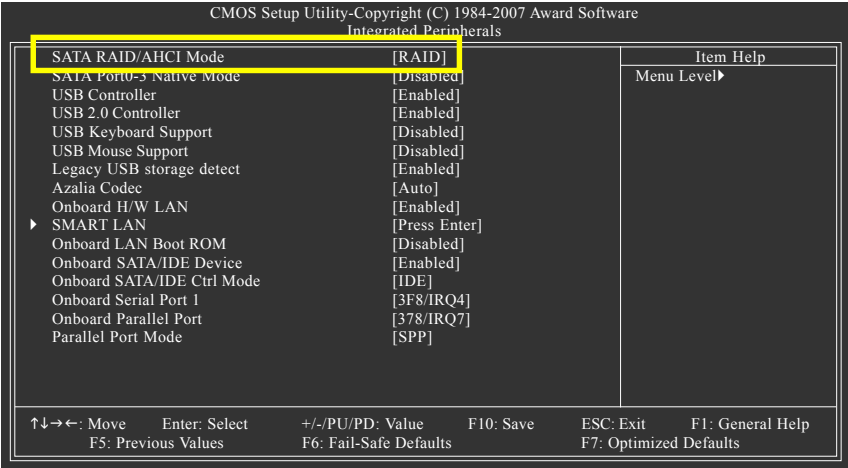 CMOS Setup Utility-Copyright (C) 1984-2007 Award Software
Integrated Peripherals
SATA RAID/AHCI Mode [RAID] Item Help
SATA Port0-3 Native Mode [Disabled] Menu Level▶
USB Controller [Enabled]
USB 2.0 Controller [Enabled]
USB Keyboard Support [Disabled]
USB Mouse Support [Disabled]
Legacy USB storage detect [Enabled]
Azalia Codec [Auto]
Onboard H/W LAN [Enabled]
▶ SMART LAN [Press Enter]
Onboard LAN Boot ROM [Disabled]
Onboard SATA/IDE Device [Enabled]
Onboard SATA/IDE Ctrl Mode [IDE]
Onboard Serial Port 1 [3F8/IRQ4]
Onboard Parallel Port [378/IRQ7]
Parallel Port Mode [SPP]
↑↓→←: Move Enter: Select +/-/PU/PD: Value F10: Save ESC: Exit F1: General Help
F5: Previous Values F6: Fail-Safe Defaults F7: Optimized Defaults